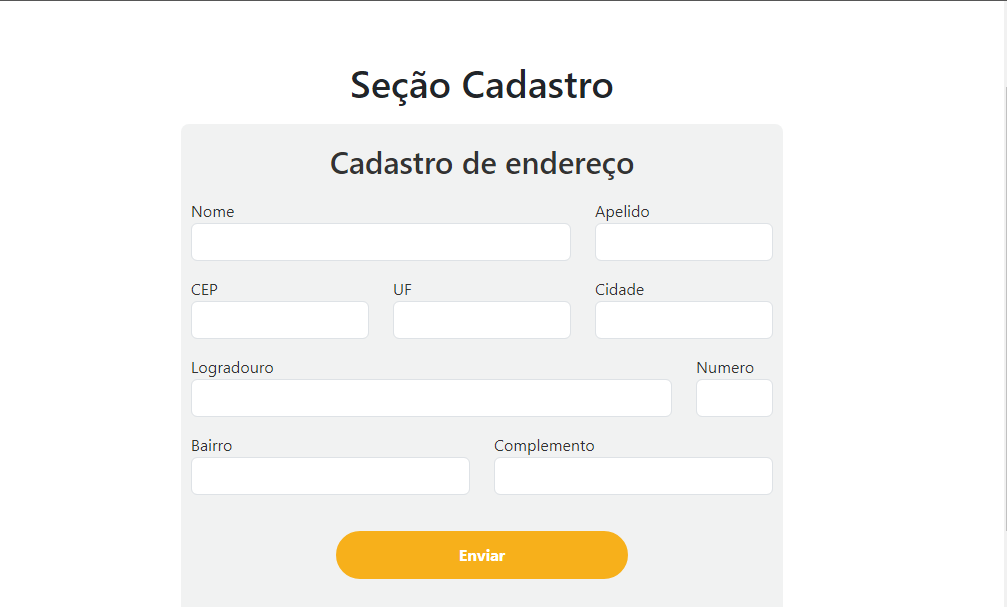 Seção Cadastro
Cadastro de endereço
Nome Apelido
CEP UF Cidade
Logradouro Numero
Bairro Complemento
Enviar